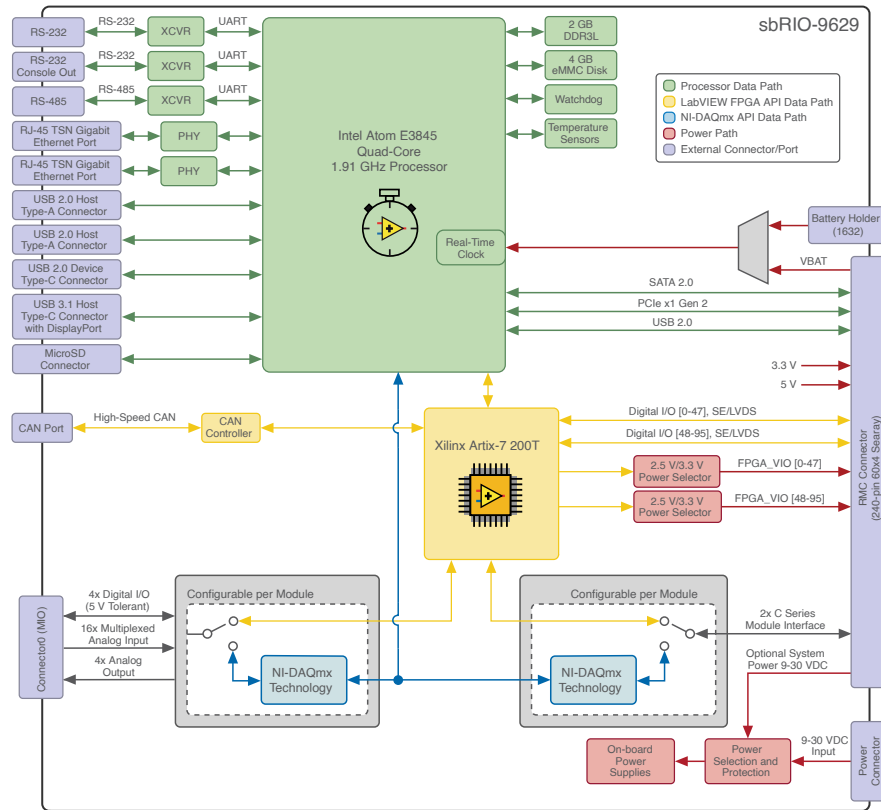 sbRIO-9629
RS-232
RS-232
XCVR
UART
RS-232
Console Out
RS-232
XCVR
UART
RS-485
RS-485
XCVR
UART
RJ-45 TSN Gigabit
Ethernet Port
PHY
RJ-45 TSN Gigabit
Ethernet Port
PHY
USB 2.0 Host
Type-A Connector
USB 2.0 Host
Type-A Connector
USB 2.0 Device
Type-C Connector
USB 3.1 Host
Type-C Connector
with DisplayPort
MicroSD
Connector
Intel Atom E3845
Quad-Core
1.91 GHz Processor
Real-Time
Clock
2 GB
DDR3L
4 GB
eMMC Disk
Watchdog
Temperature
Sensors
Processor Data Path
LabVIEW FPGA API Data Path
NI-DAQmx API Data Path
Power Path
External Connector/Port
Battery Holder
(1632)
VBAT
SATA 2.0
PCIe x1 Gen 2
USB 2.0
3.3 V
5 V
RMC Connector
(240-pin 60x4 Searay)
CAN Port
High-Speed CAN
CAN
Controller
Xilinx Artix-7 200T
Digital I/O [0-47], SE/LVDS
Digital I/O [48-95], SE/LVDS
2.5 V/3.3 V
Power Selector
FPGA_VIO [0-47]
2.5 V/3.3 V
Power Selector
FPGA_VIO [48-95]
Connector0 (MIO)
4x Digital I/O
(5 V Tolerant)
16x Multiplexed
Analog Input
4x Analog
Output
Configurable per Module
NI-DAQmx
Technology
Configurable per Module
NI-DAQmx
Technology
2x C Series
Module Interface
Optional System
Power 9-30 VDC
On-board
Power
Supplies
Power
Selection and
Protection
9-30 VDC
Input
Power
Connector